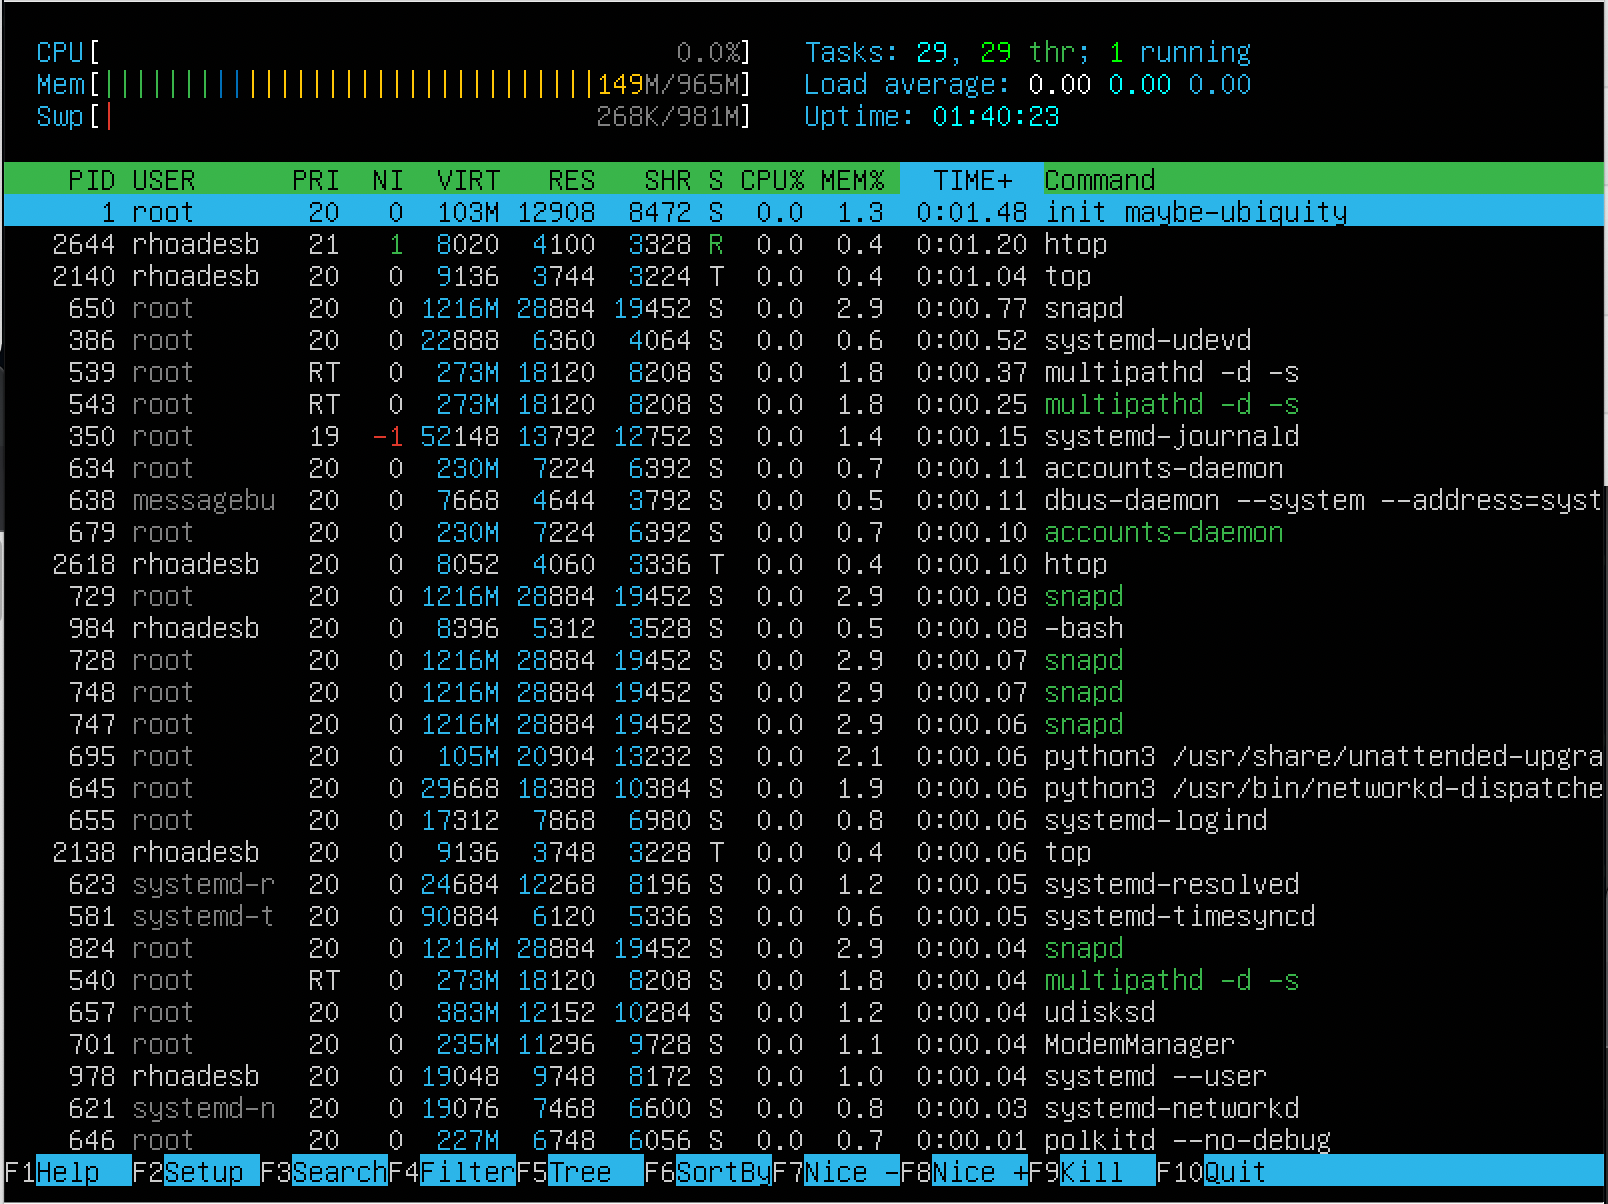 CPU[ 0.0%] Tasks: 29, 29 thr; 1 running
Mem[|||||||||||||||||||||||||||||||149M/965M] Load average: 0.00 0.00 0.00
Swp[| 268K/981M] Uptime: 01:40:23
PID USER PRI NI VIRT RES SHR S CPU% MEM% TIME+ Command
1 root 20 0 103M 12908 8472 S 0.0 1.3 0:01.48 init maybe-ubiquity
2644 rhoadesb 21 1 8020 4100 3328 R 0.0 0.4 0:01.20 htop
2140 rhoadesb 20 0 9136 3744 3224 T 0.0 0.4 0:01.04 top
650 root 20 0 1216M 28884 19452 S 0.0 2.9 0:00.77 snapd
386 root 20 0 22888 6360 4064 S 0.0 0.6 0:00.52 systemd-udevd
539 root RT 0 273M 18120 8208 S 0.0 1.8 0:00.37 multipathd -d -s
543 root RT 0 273M 18120 8208 S 0.0 1.8 0:00.25 multipathd -d -s
350 root 19 -1 52148 13792 12752 S 0.0 1.4 0:00.15 systemd-journald
634 root 20 0 230M 7224 6392 S 0.0 0.7 0:00.11 accounts-daemon
638 messagebu 20 0 7668 4644 3792 S 0.0 0.5 0:00.11 dbus-daemon --system --address=syst
679 root 20 0 230M 7224 6392 S 0.0 0.7 0:00.10 accounts-daemon
2618 rhoadesb 20 0 8052 4060 3336 T 0.0 0.4 0:00.10 htop
729 root 20 0 1216M 28884 19452 S 0.0 2.9 0:00.08 snapd
984 rhoadesb 20 0 8396 5312 3528 S 0.0 0.5 0:00.08 -bash
728 root 20 0 1216M 28884 19452 S 0.0 2.9 0:00.07 snapd
748 root 20 0 1216M 28884 19452 S 0.0 2.9 0:00.07 snapd
747 root 20 0 1216M 28884 19452 S 0.0 2.9 0:00.06 snapd
695 root 20 0 105M 20904 13232 S 0.0 2.1 0:00.06 python3 /usr/share/unattended-upgra
645 root 20 0 29668 18388 10384 S 0.0 1.9 0:00.06 python3 /usr/bin/networkd-dispatche
655 root 20 0 17312 7868 6980 S 0.0 0.8 0:00.06 systemd-logind
2138 rhoadesb 20 0 9136 3748 3228 T 0.0 0.4 0:00.06 top
623 systemd-r 20 0 24684 12268 8196 S 0.0 1.2 0:00.05 systemd-resolved
581 systemd-t 20 0 90884 6120 5336 S 0.0 0.6 0:00.05 systemd-timesyncd
824 root 20 0 1216M 28884 19452 S 0.0 2.9 0:00.04 snapd
540 root RT 0 273M 18120 8208 S 0.0 1.8 0:00.04 multipathd -d -s
657 root 20 0 383M 12152 10284 S 0.0 1.2 0:00.04 udisksd
701 root 20 0 235M 11296 9728 S 0.0 1.1 0:00.04 ModemManager
978 rhoadesb 20 0 19048 9748 8172 S 0.0 1.0 0:00.04 systemd --user
621 systemd-n 20 0 19076 7468 6600 S 0.0 0.8 0:00.03 systemd-networkd
646 root 20 0 227M 6748 6056 S 0.0 0.7 0:00.01 polkitd --no-debug
F1Help F2Setup F3SearchF4FilterF5Tree F6SortByF7Nice -F8Nice +F9Kill F10Quit